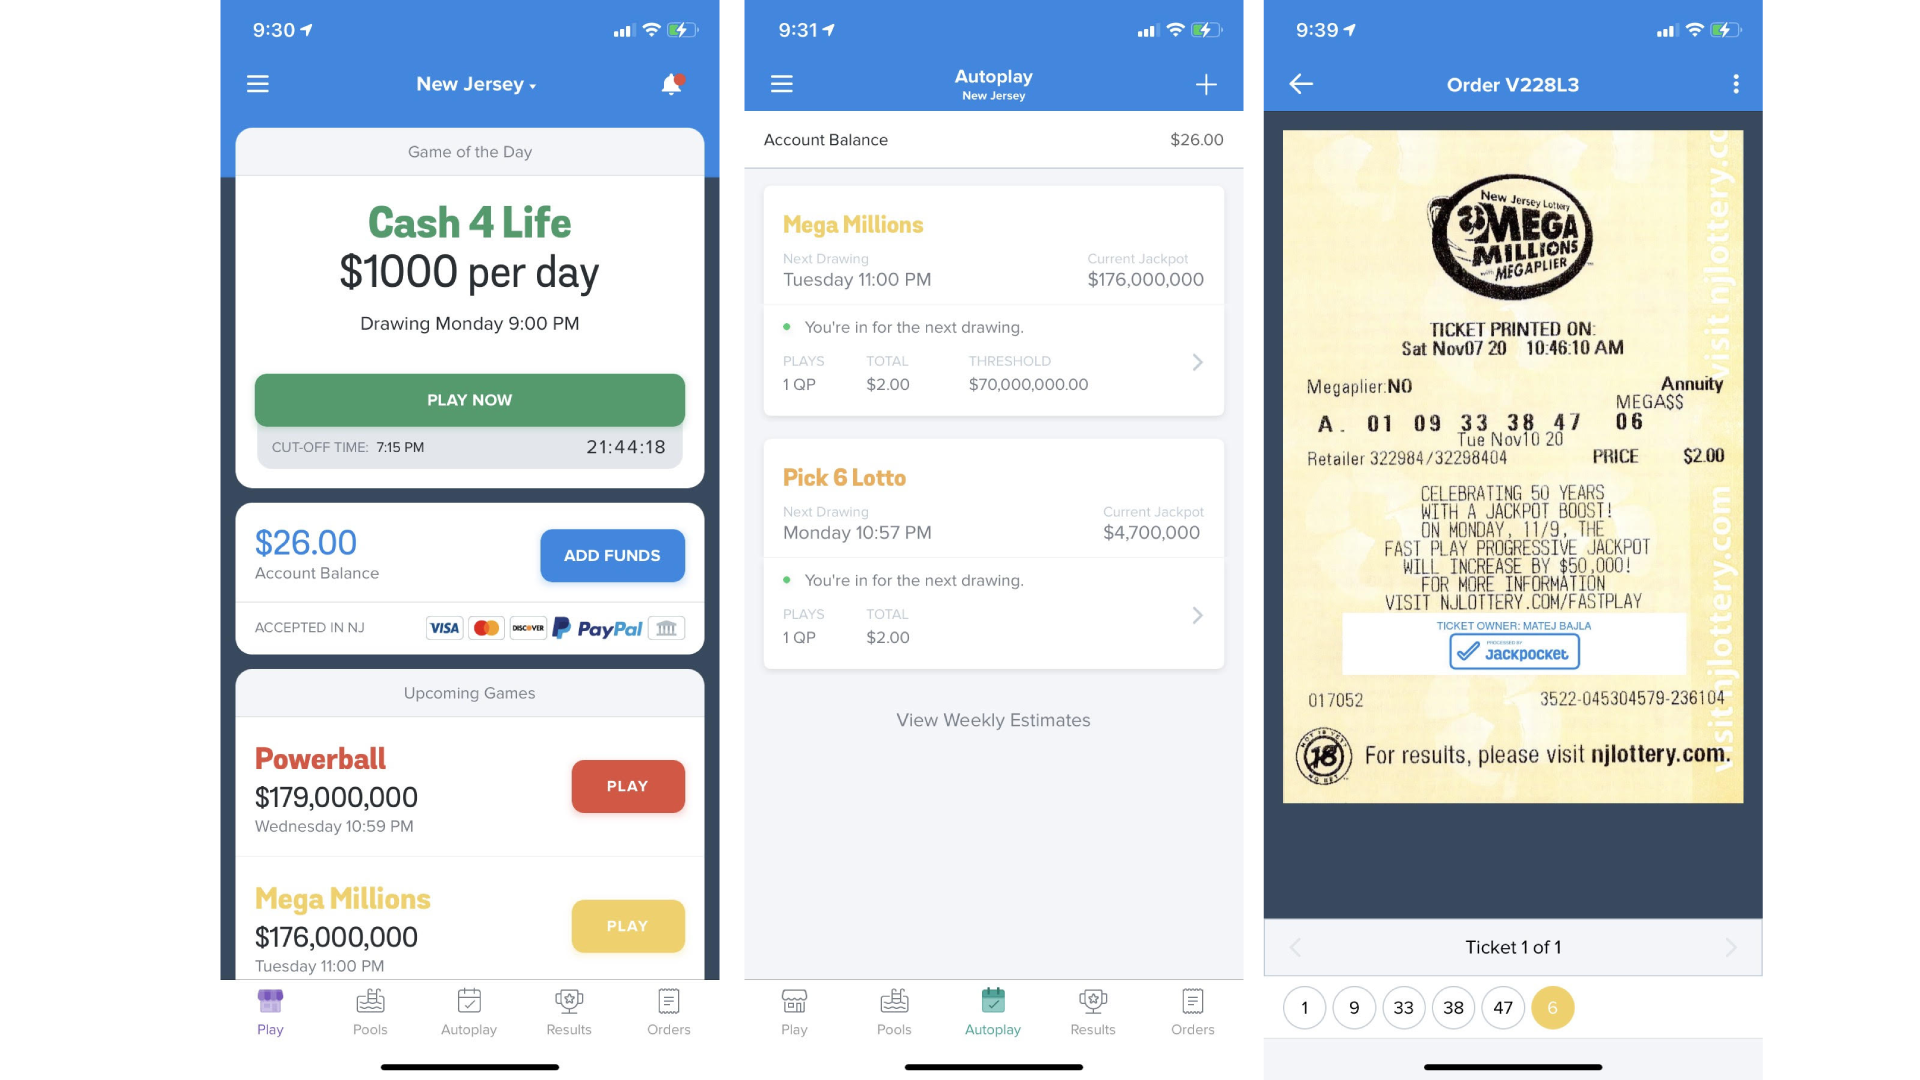 9:30
New Jersey
Game of the Day
Cash 4 Life
$1000 per day
Drawing Monday 9:00 PM
PLAY NOW
CUT-OFF TIME: 7:15 PM 21:44:18
$26.00
Account Balance
ADD FUNDS
ACCEPTED IN NJ VISA DISCOVER PayPal
Upcoming Games
Powerball
$179,000,000
Wednesday 10:59 PM
PLAY
Mega Millions
$176,000,000
Tuesday 11:00 PM
PLAY
Play Pools Autoplay Results Orders
9:31
Autoplay
New Jersey
Account Balance $26.00
Mega Millions
Next Drawing Current Jackpot
Tuesday 11:00 PM $176,000,000
You're in for the next drawing.
PLAYS TOTAL THRESHOLD
1 QP $2.00 $70,000,000.00
Pick 6 Lotto
Next Drawing Current Jackpot
Monday 10:57 PM $4,700,000
You're in for the next drawing.
PLAYS TOTAL
1 QP $2.00
View Weekly Estimates
Play Pools Autoplay Results Orders
9:39
Order V228L3
New Jersey Lottery
MEGA
MILLIONS
with MEGAPLIER
TICKET PRINTED ON:
Sat Nov07 20 10:46:10 AM
Megaplier:NO Annuity
MEGA$$
A. 01 09 33 38 47 06
Tue Nov10 20
Retailer 322984/32298404 PRICE $2.00
CELEBRATING 50 YEARS
WITH A JACKPOT BOOST!
ON MONDAY, 11/9, THE
FAST PLAY PROGRESSIVE JACKPOT
WILL INCREASE BY $50,000!
FOR MORE INFORMATION
VISIT NJLOTTERY.COM/FASTPLAY
TICKET OWNER: MATEJ BAJLA
PROCESSED BY
Jackpocket
017052 3522-045304579-236104
NOT 18 YET?
18
NO BET
For results, please visit njlottery.com.
visit njlottery.co
visit njlottery.com
Ticket 1 of 1
1 9 33 38 47 6